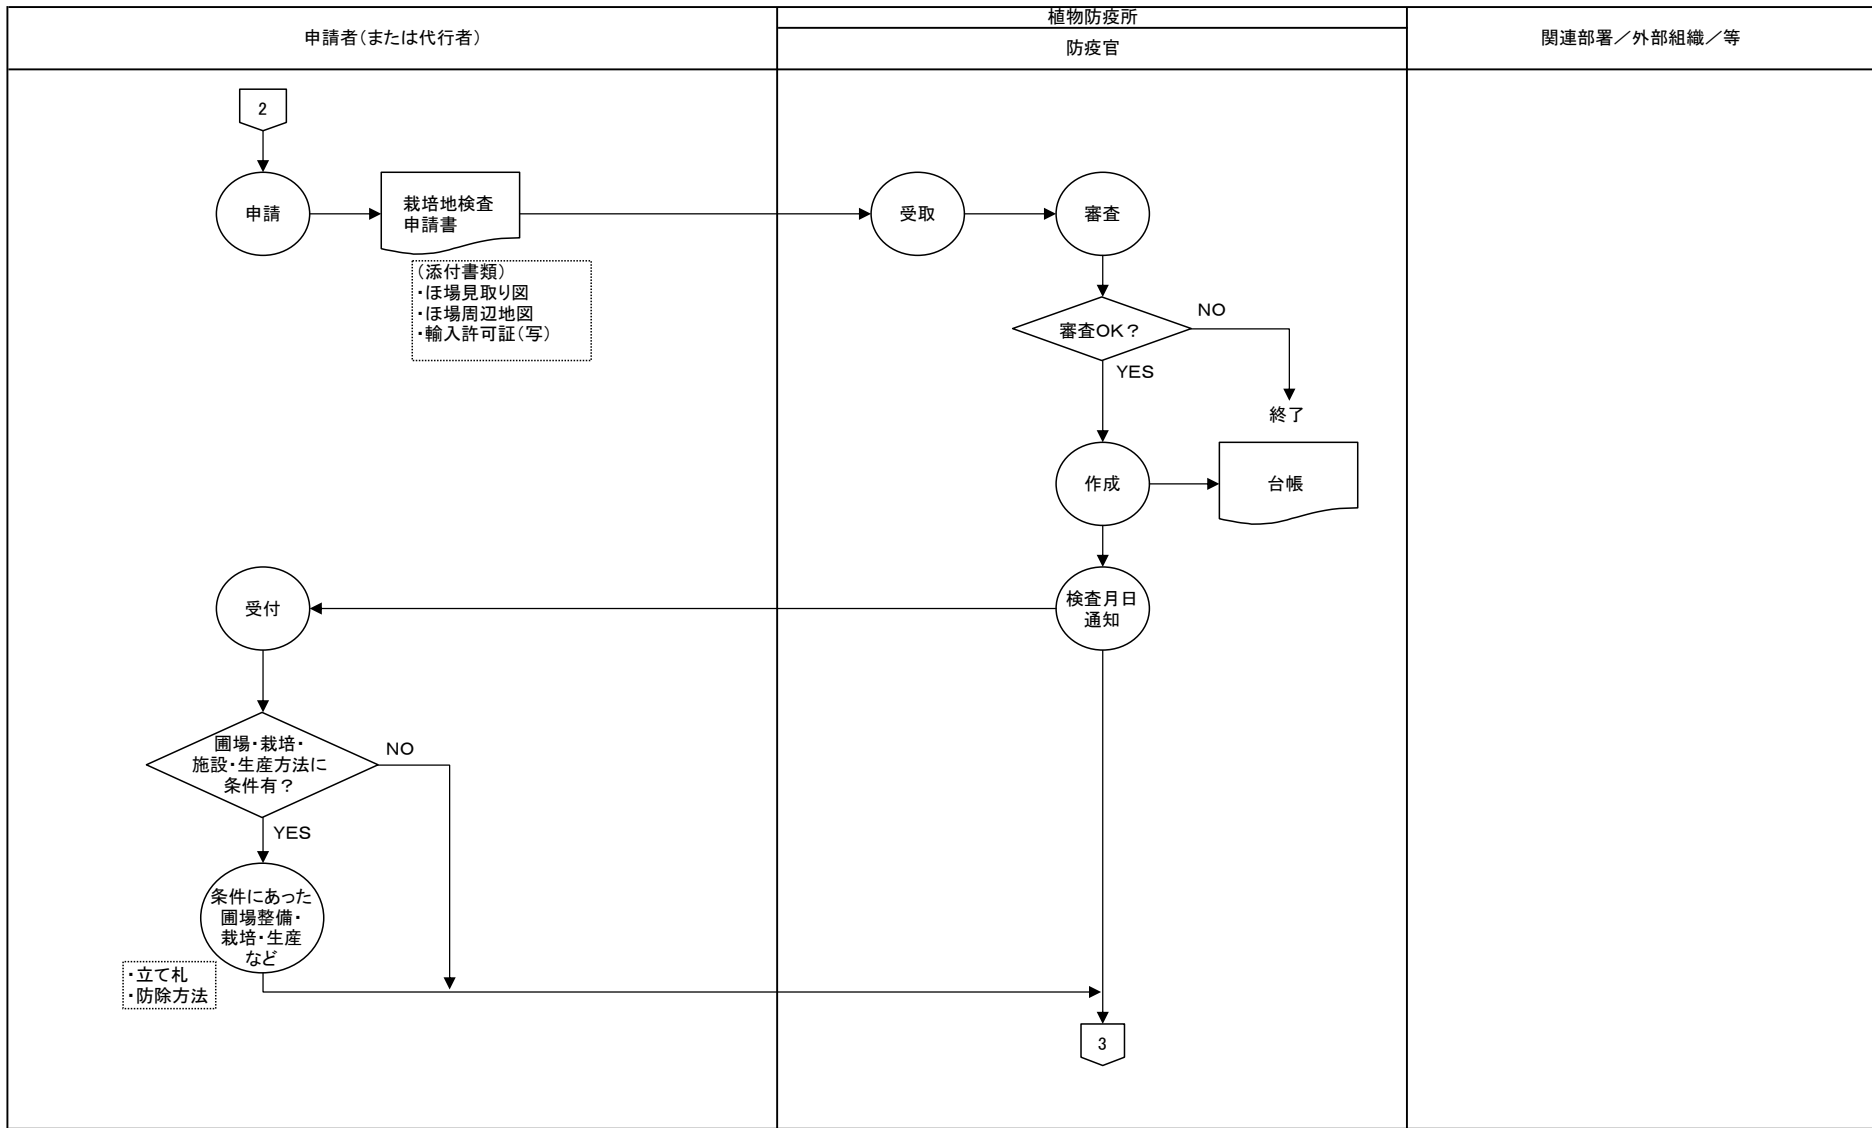 申請者（または代行者）
植物防疫所
防疫官
関連部署／外部組織／等
2
申請
栽培地検査
申請書
受取
審査
（添付書類）
・ほ場見取り図
・ほ場周辺地図
・輸入許可証（写）
審査OK？
NO
YES
終了
作成
台帳
受付
検査月日
通知
圃場・栽培・
施設・生産方法に
条件有？
NO
YES
条件にあった
圃場整備・
栽培・生産
など
・立て札
・防除方法
3